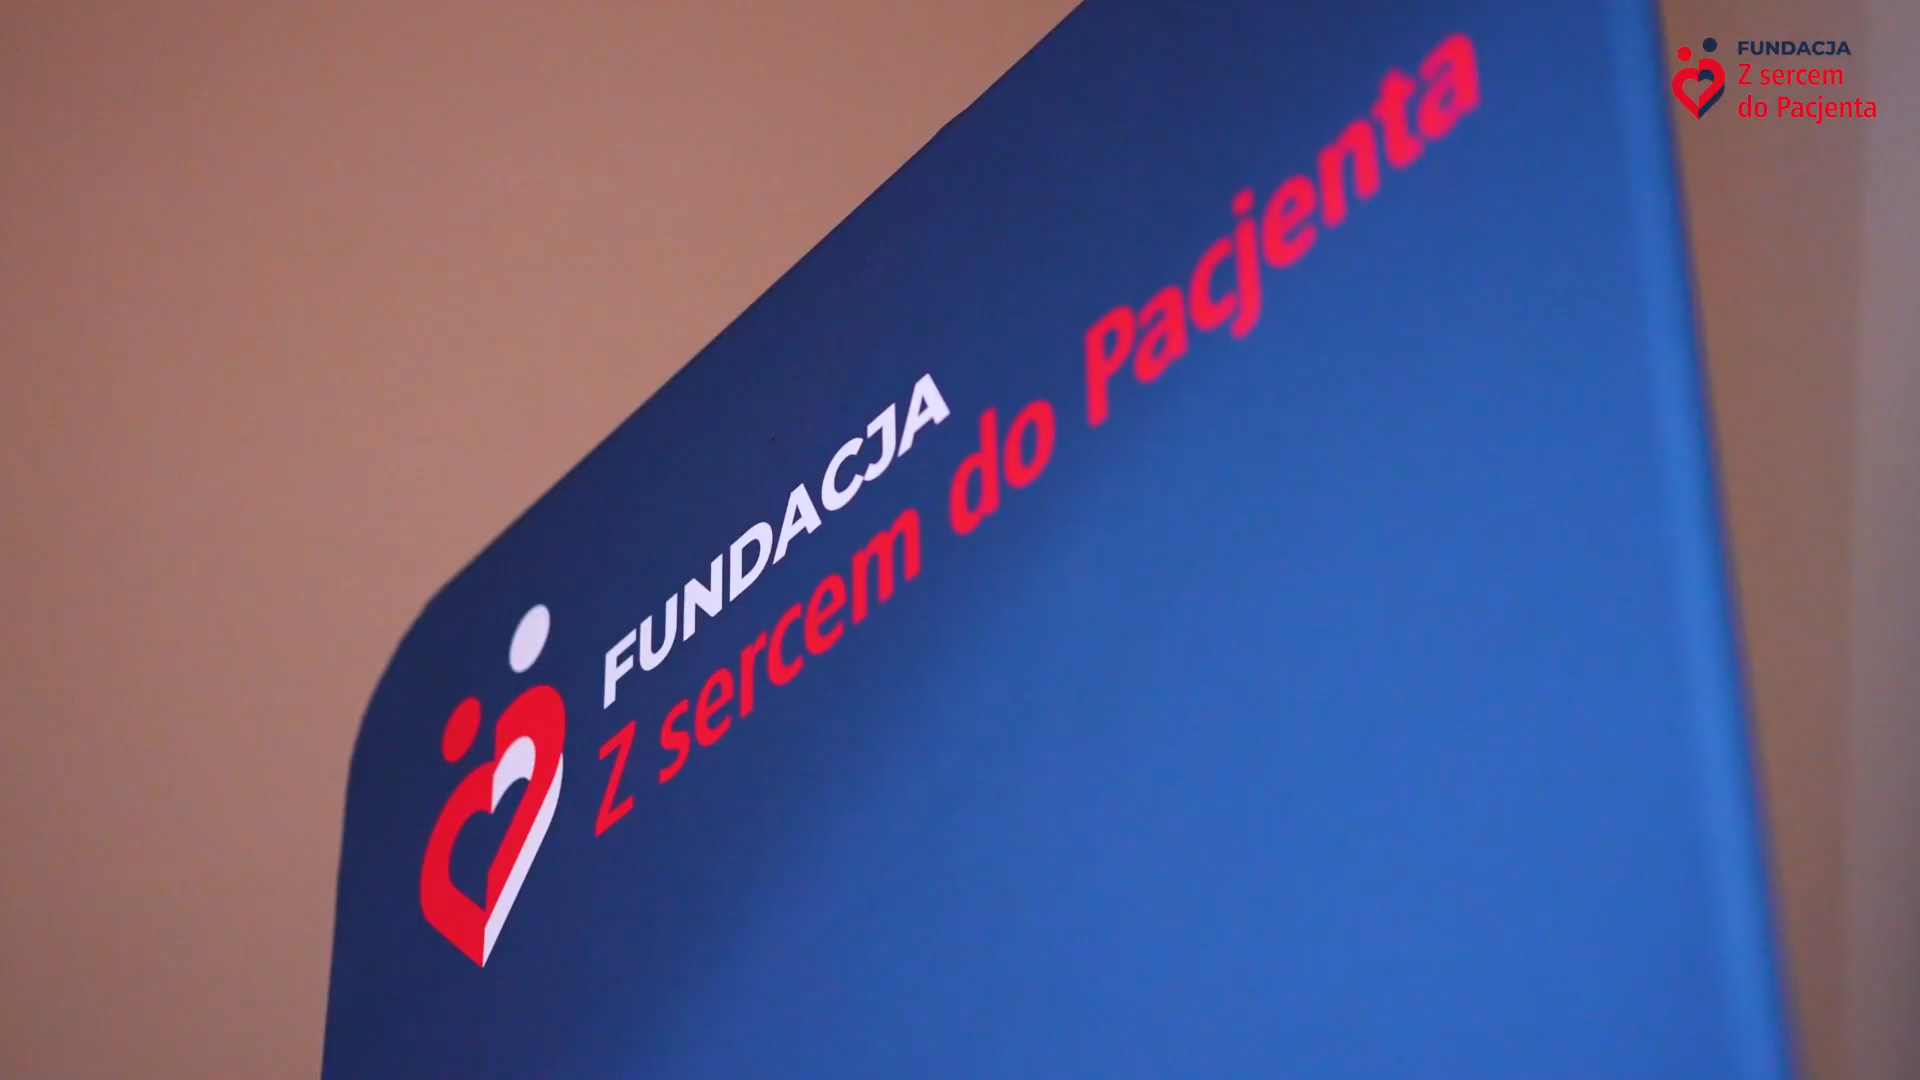 FUNDACJA
Z sercem do Pacjenta
FUNDACJA
Z sercem
do Pacjenta